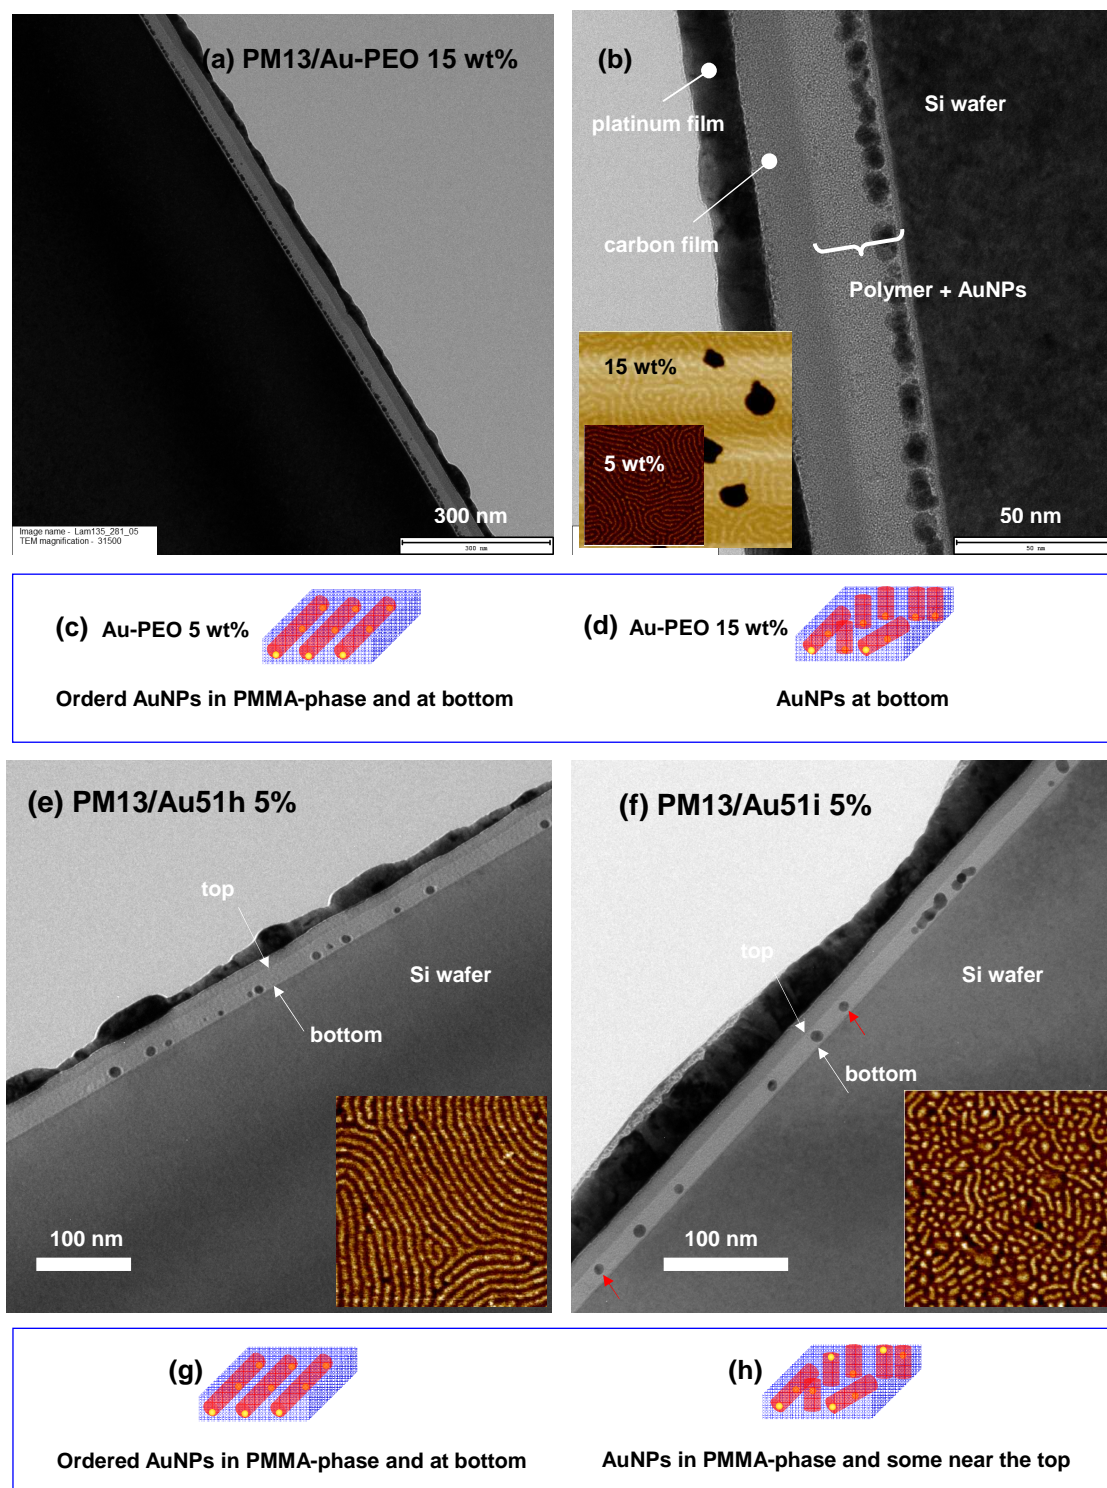 (a) PM13/Au-PEO 15 wt%
300 nm
Image name - Lam135_281_05
TEM magnification - 31500
300 nm
(b)
platinum film
Si wafer
carbon film
Polymer + AuNPs
15 wt%
5 wt%
50 nm
50 nm
(c) Au-PEO 5 wt%
Orderd AuNPs in PMMA-phase and at bottom
(d) Au-PEO 15 wt%
AuNPs at bottom
(e) PM13/Au51h 5%
top
Si wafer
bottom
100 nm
(f) PM13/Au51i 5%
top
Si wafer
bottom
100 nm
(g)
Ordered AuNPs in PMMA-phase and at bottom
(h)
AuNPs in PMMA-phase and some near the top